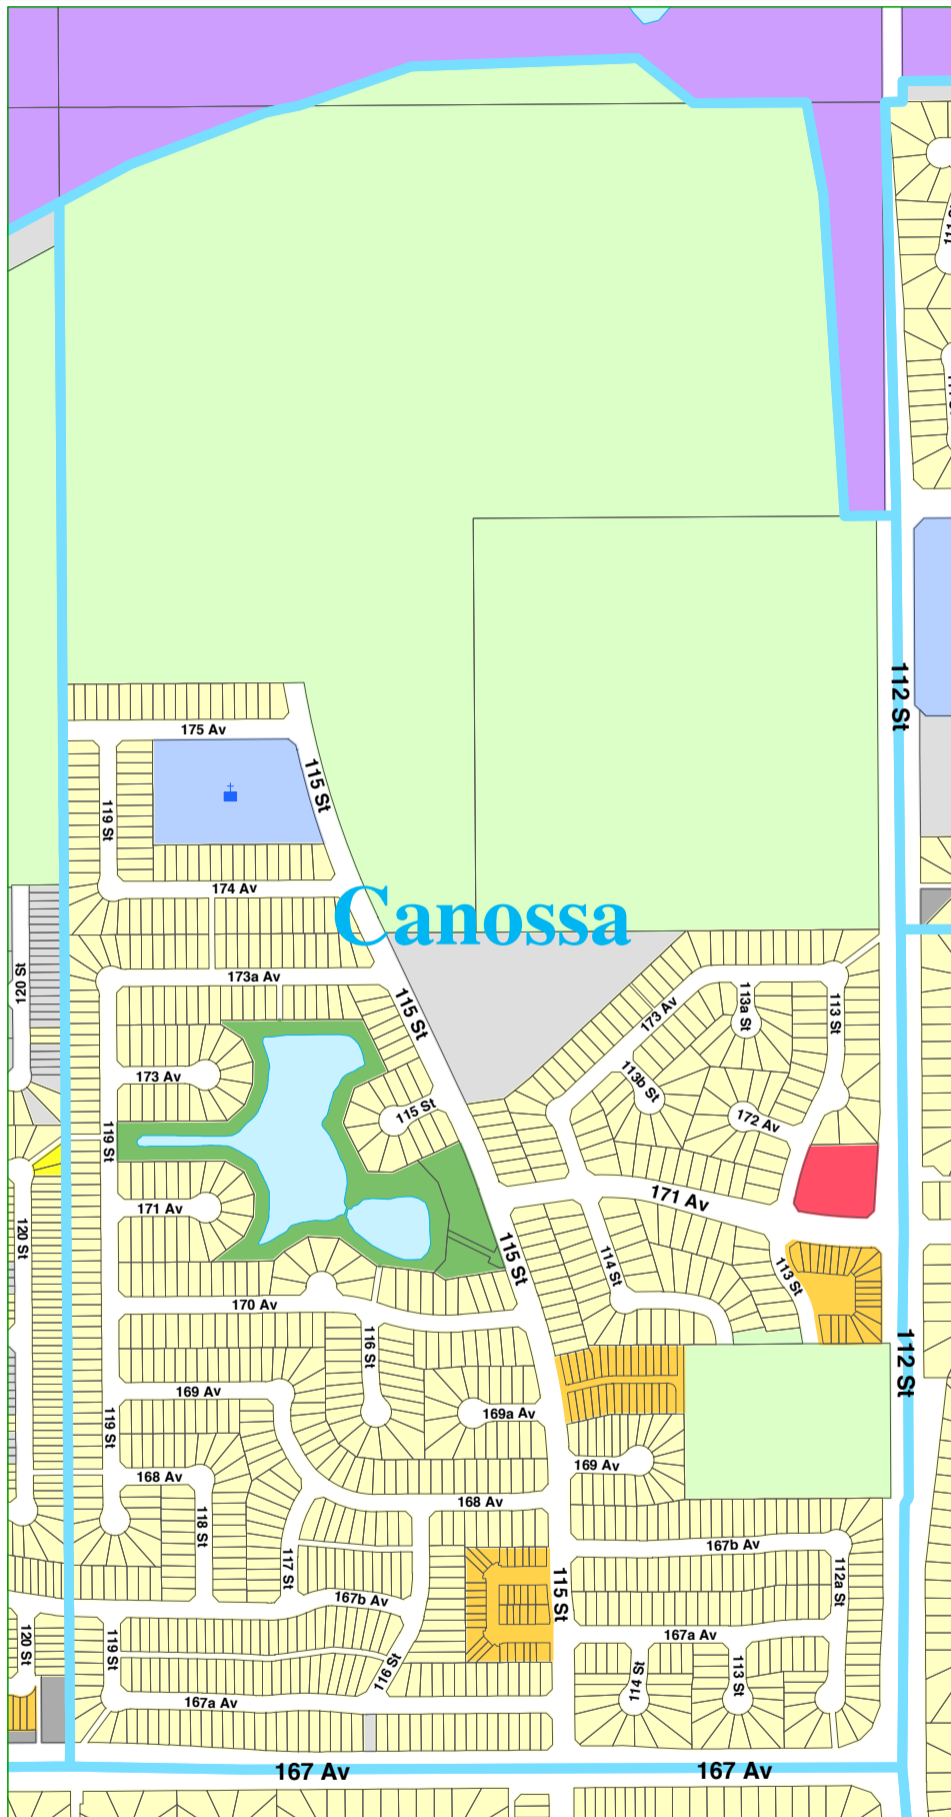 112 St
175 Av
115 St
119 St
174 Av
Canossa
120 St
173a Av
113a St
113 St
115 St
173 Av
173 Av
113b St
115 St
172 Av
119 St
171 Av
171 Av
120 St
115 St
114 St
113 St
170 Av
116 St
112 St
169 Av
169a Av
119 St
169 Av
168 Av
168 Av
118 St
167b Av
117 St
167b Av
115 St
112a St
120 St
119 St
167a Av
116 St
114 St
113 St
167a Av
167 Av
167 Av